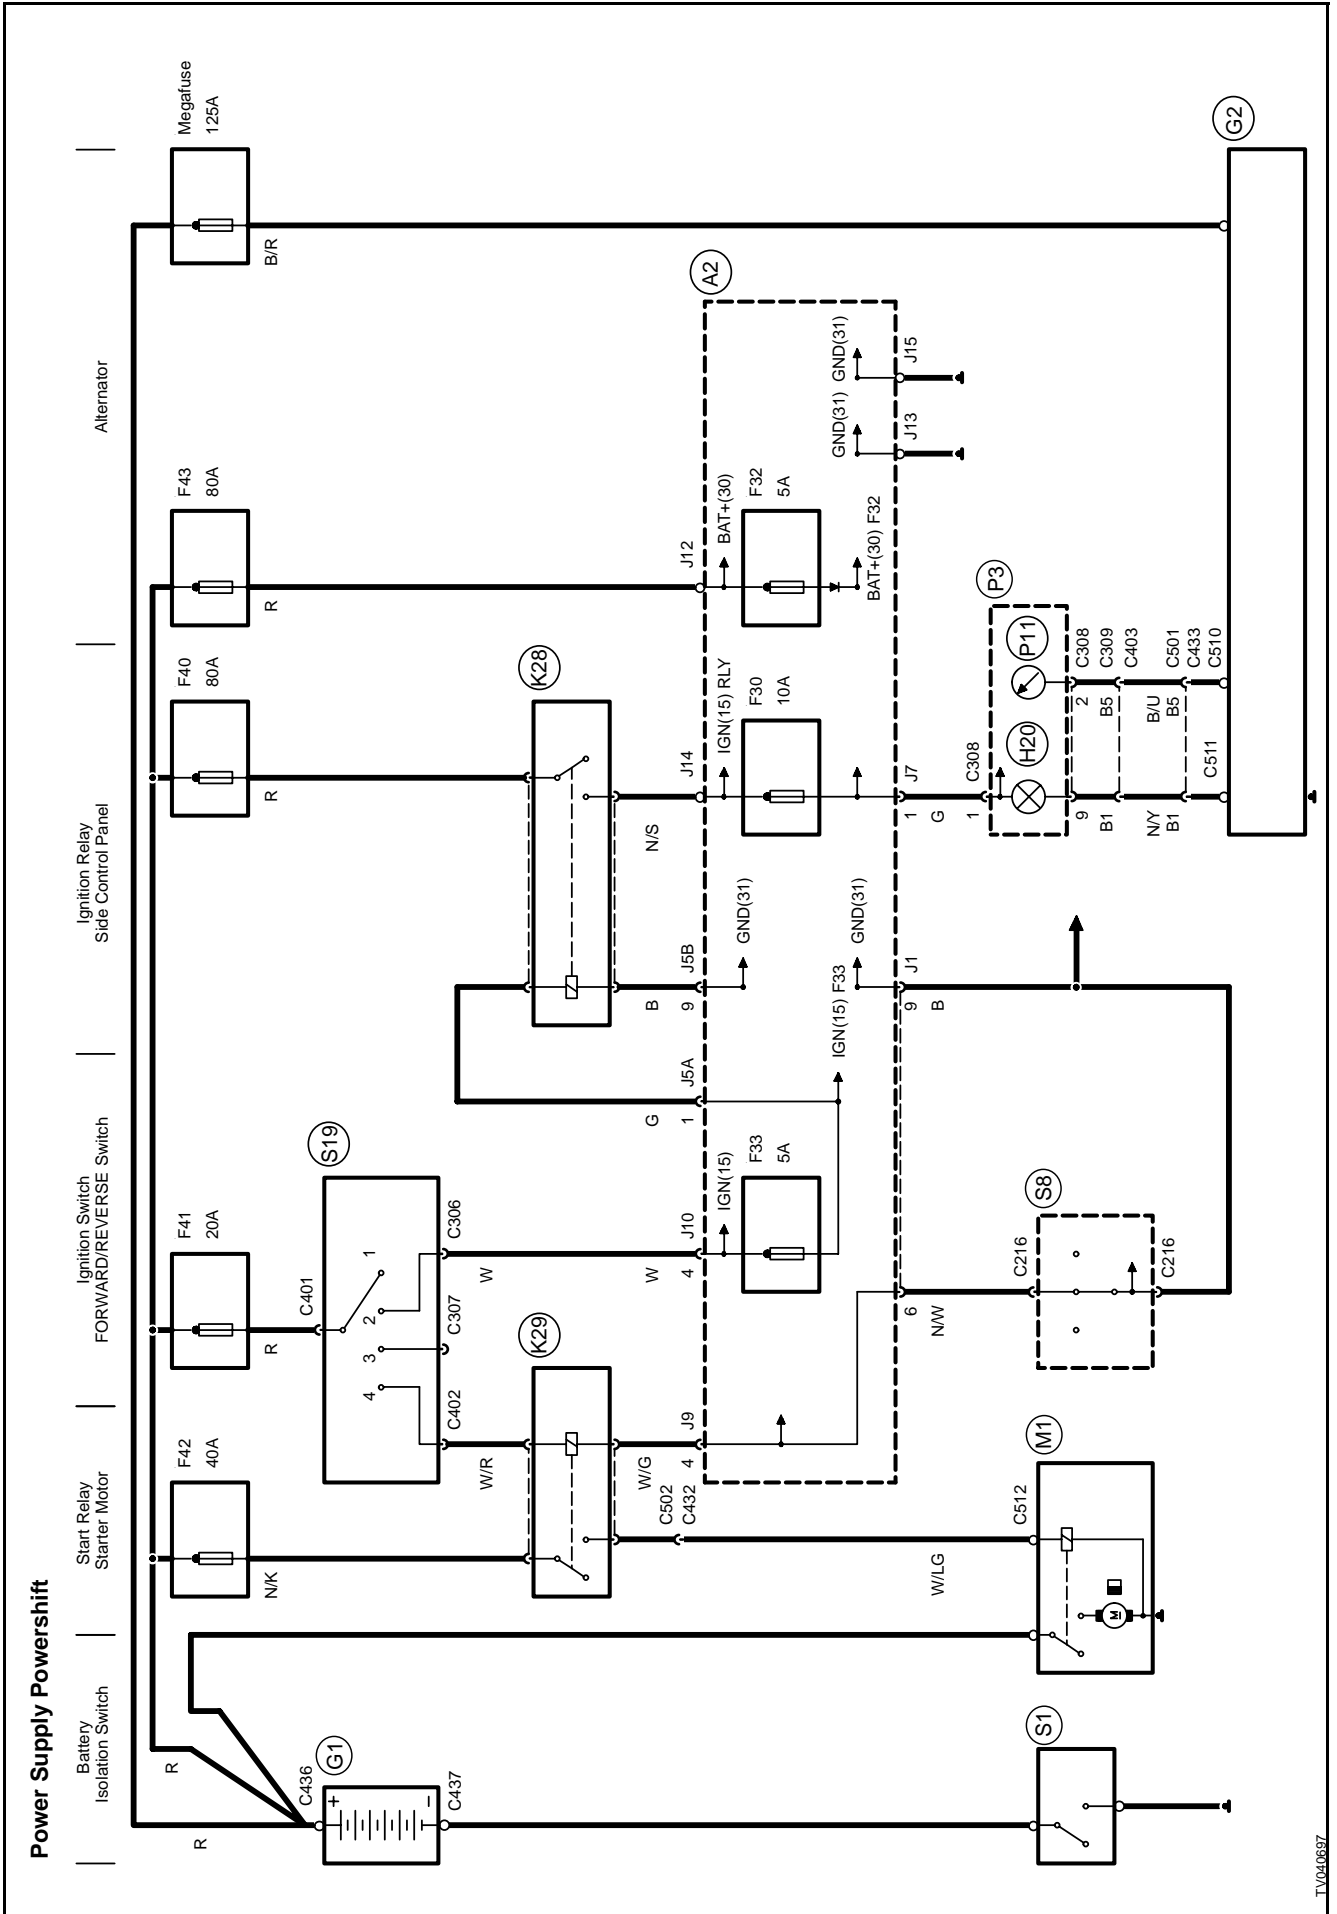 Power Supply Powershift
Battery
Isolation Switch
Start Relay
Starter Motor
Ignition Switch
FORWARD/REVERSE Switch
Ignition Relay
Side Control Panel
Alternator
F42
40A
F41
20A
F40
80A
F43
80A
Megafuse
125A
R
R
N/K
R
R
R
B/R
C436
G1
+
−
C437
C401
S19
4
3
2
1
C402
C307
C306
W/R
W
K29
K28
W/G
C502
C432
4
J9
W
4
J10
G
1
J5A
B
9
J5B
N/S
J14
J12
A2
IGN(15)
GND(31)
IGN(15) RLY
BAT+(30)
F33
5A
F30
10A
F32
5A
IGN(15) F33
GND(31)
BAT+(30) F32
GND(31)
GND(31)
6
N/W
9
J1
B
1
J7
G
J13
J15
1
C308
P3
H20
P11
9
B1
2
C308
B5
C309
C403
N/Y
B1
B/U
B5
C501
C433
C511
C510
G2
W/LG
C512
M1
M
C216
S8
C216
S1
TV040697